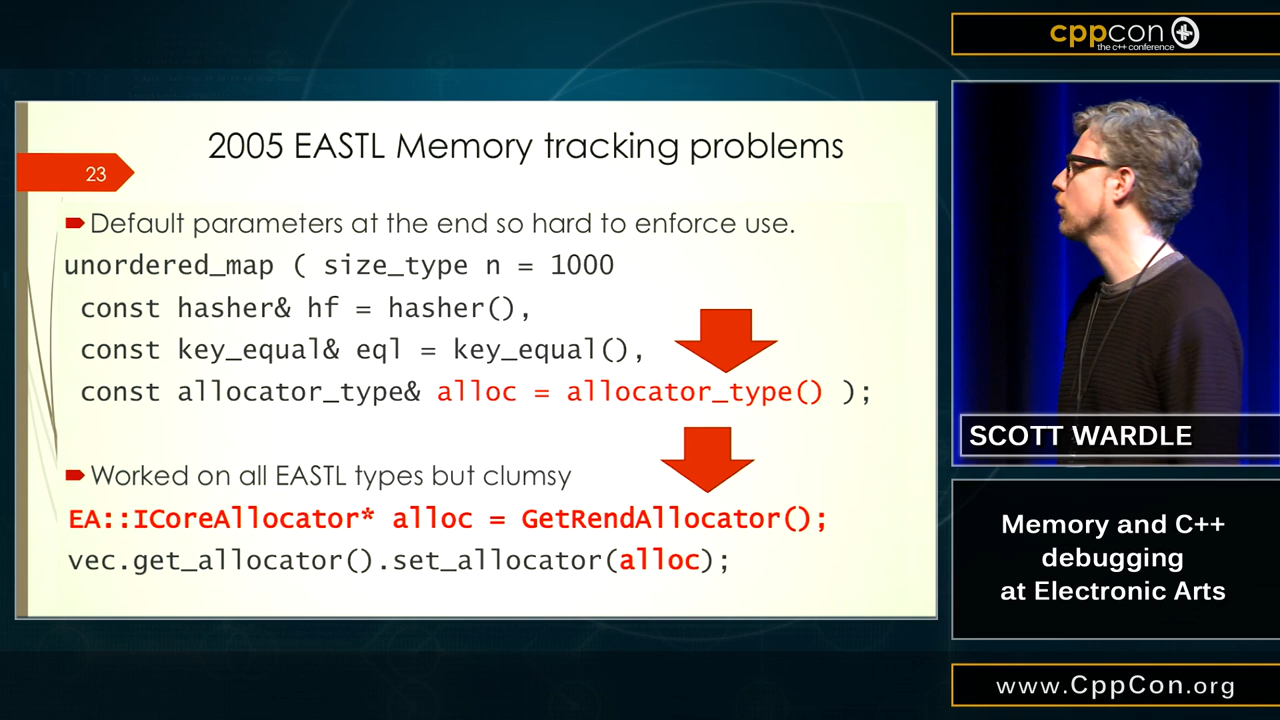 2005 EASTL Memory tracking problems
23
Default parameters at the end so hard to enforce use.
unordered_map ( size_type n = 1000
const hasher& hf = hasher(),
const key_equal& eql = key_equal(),
const allocator_type& alloc = allocator_type() );
Worked on all EASTL types but clumsy
EA::ICoreAllocator* alloc = GetRendAllocator();
vec.get_allocator().set_allocator(alloc);
cppcon
the c++ conference
SCOTT WARDLE
Memory and C++
debugging
at Electronic Arts
www.CppCon.org